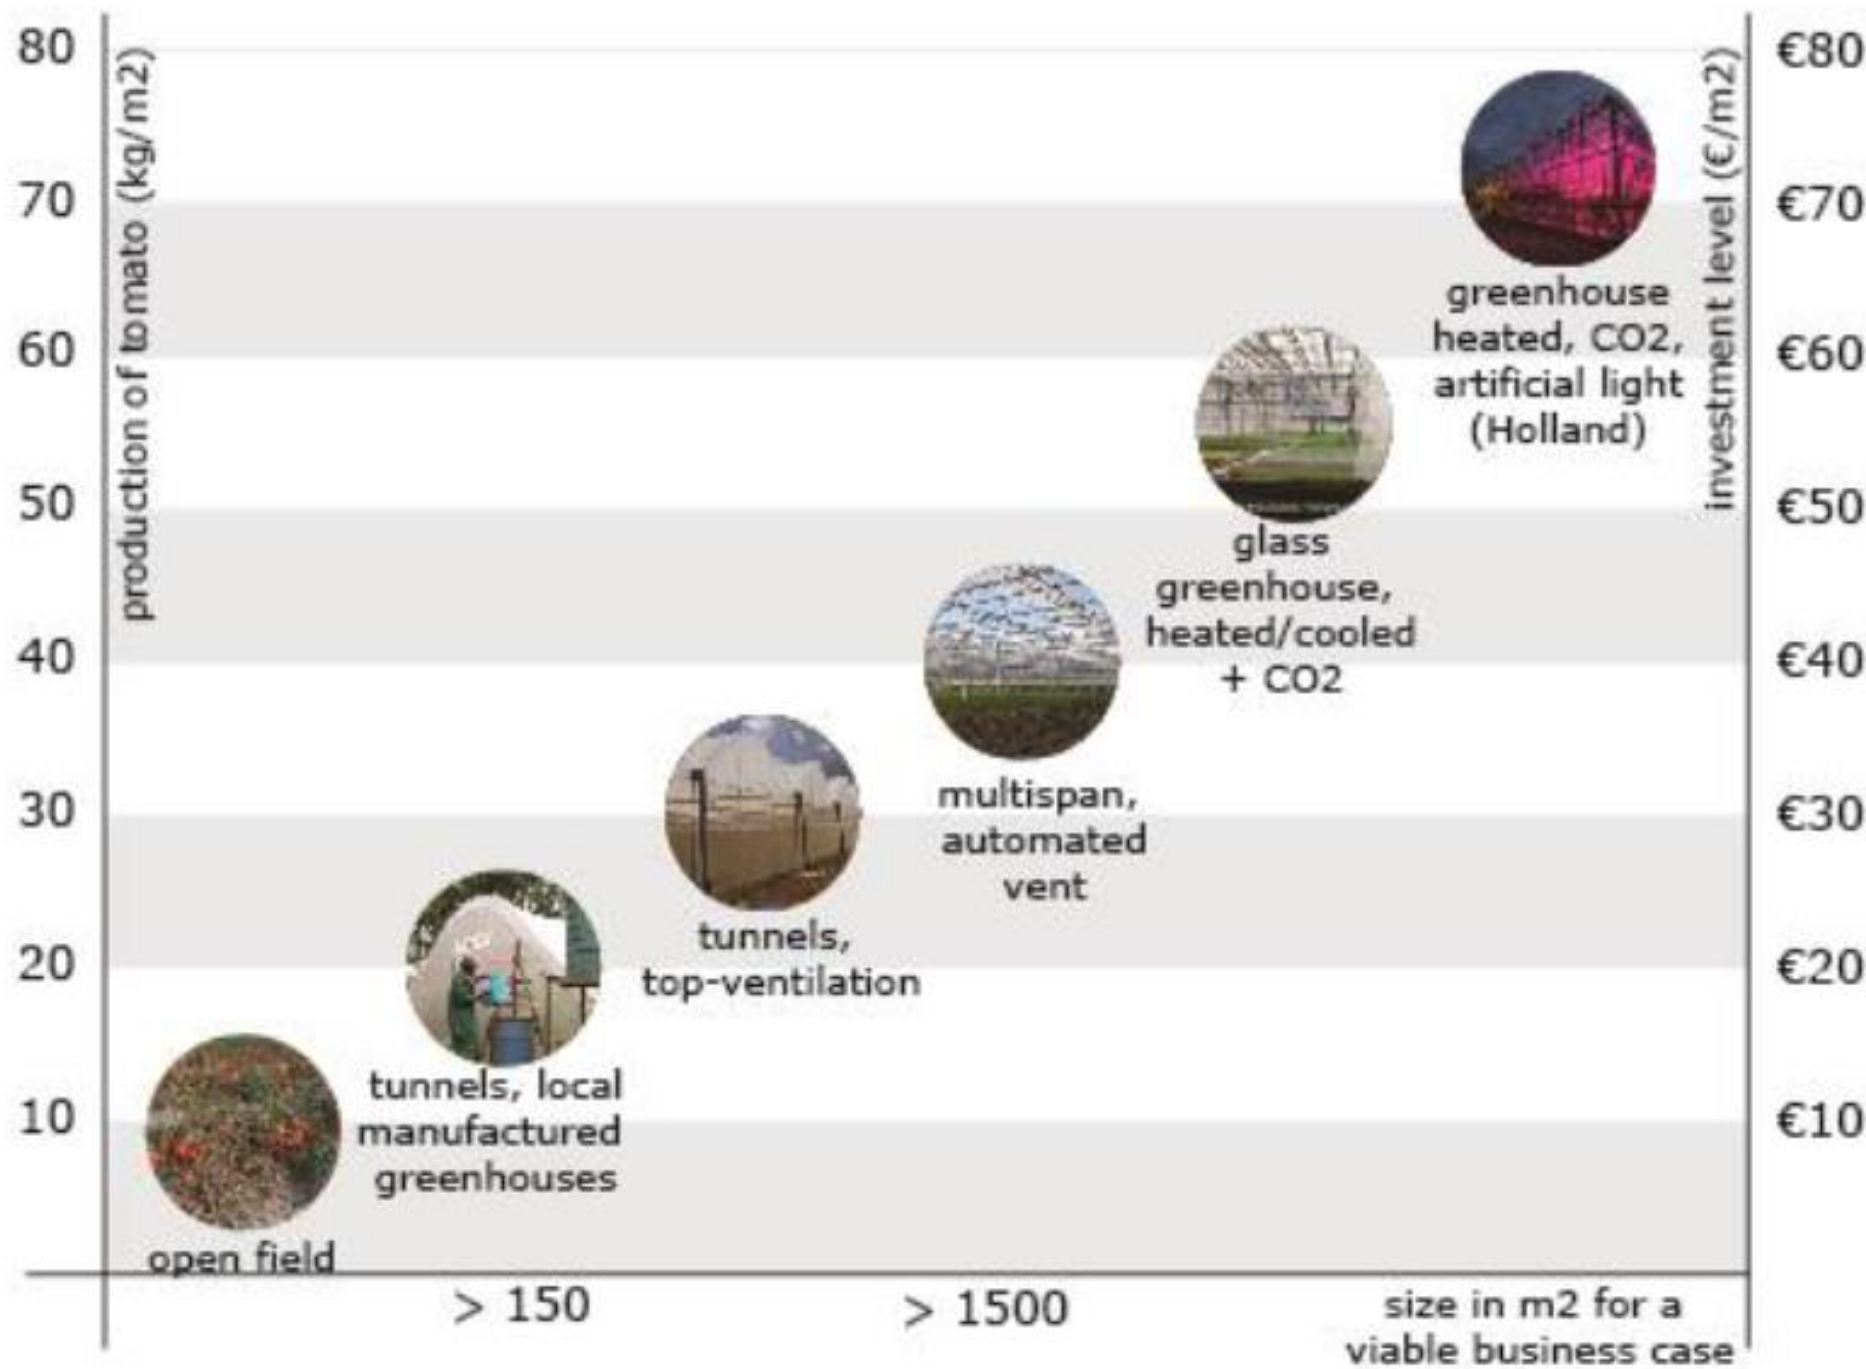 80
70
60
50
40
30
20
10
production of tomato (kg/m2)
€80
€70
€60
€50
€40
€30
€20
€10
investment level (€/m2)
greenhouse
heated, CO2,
artificial light
(Holland)
glass
greenhouse,
heated/cooled
+ CO2
multispan,
automated
vent
tunnels,
top-ventilation
tunnels, local
manufactured
greenhouses
open field
> 150
> 1500
size in m2 for a
viable business case